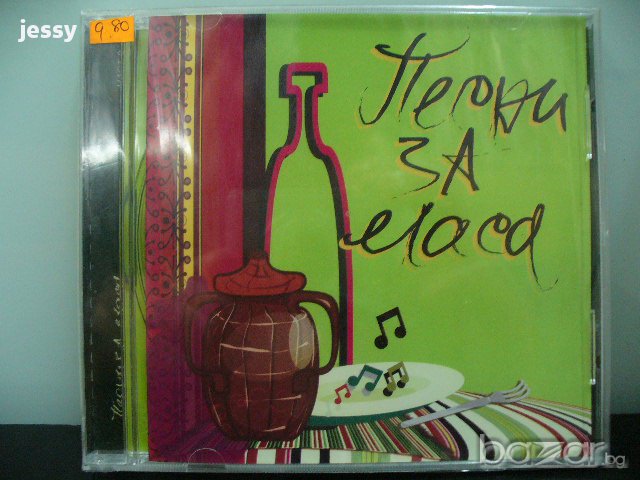 jessy
9.80
Песни
ЗА
маса
bazar.bg